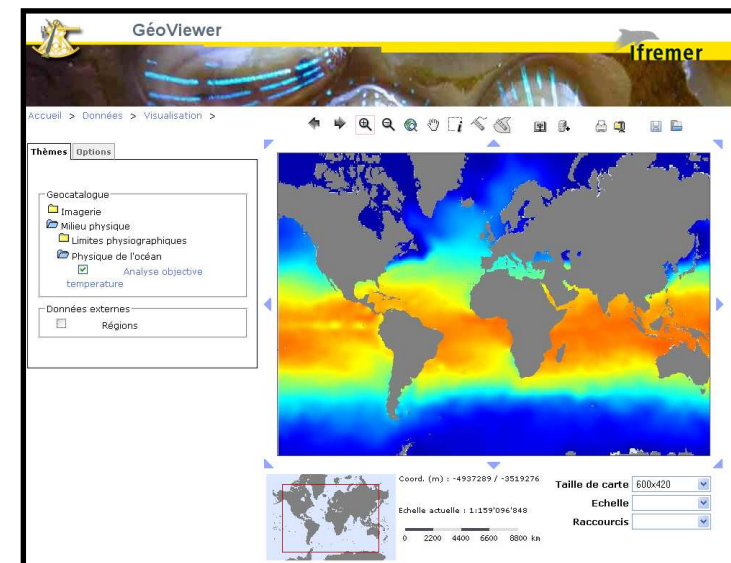 GéoViewer
Ifremer
Accueil > Données > Visualisation >
Thèmes Options
Geocatalogue
Imagerie
Milieu physique
Limites physiographiques
Physique de l'océan
Analyse objective
temperature
Données externes
Régions
Coord. (m) : -4937289 / -3519276
Echelle actuelle : 1:159'096'848
0 2200 4400 6600 8800 km
Taille de carte 600x420
Echelle
Raccourcis